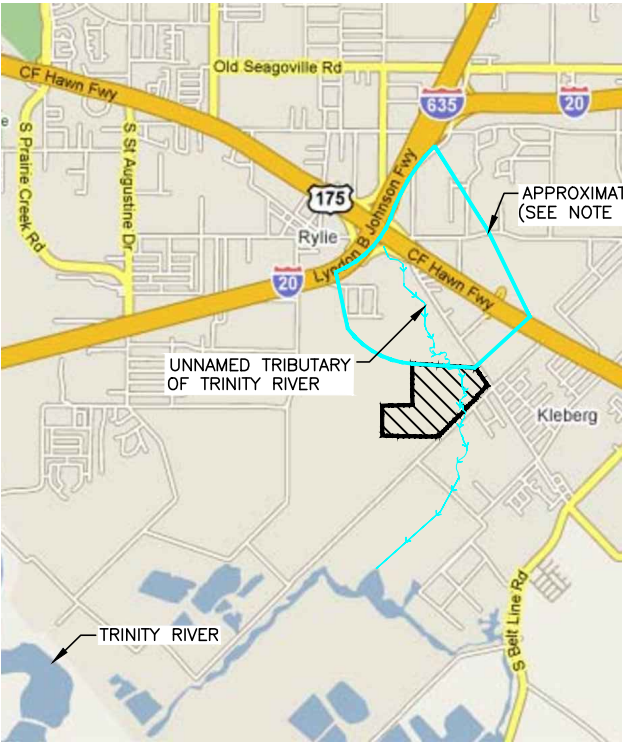 Old Seagoville Rd
CF Hawn Fwy
635
20
S Prairie Creek Rd
S St Augustine Dr
Lyndon B Johnson Fwy
175
APPROXIMAT
(SEE NOTE
Rylie
CF Hawn Fwy
20
UNNAMED TRIBUTARY
OF TRINITY RIVER
Kleberg
S Belt Line Rd
TRINITY RIVER